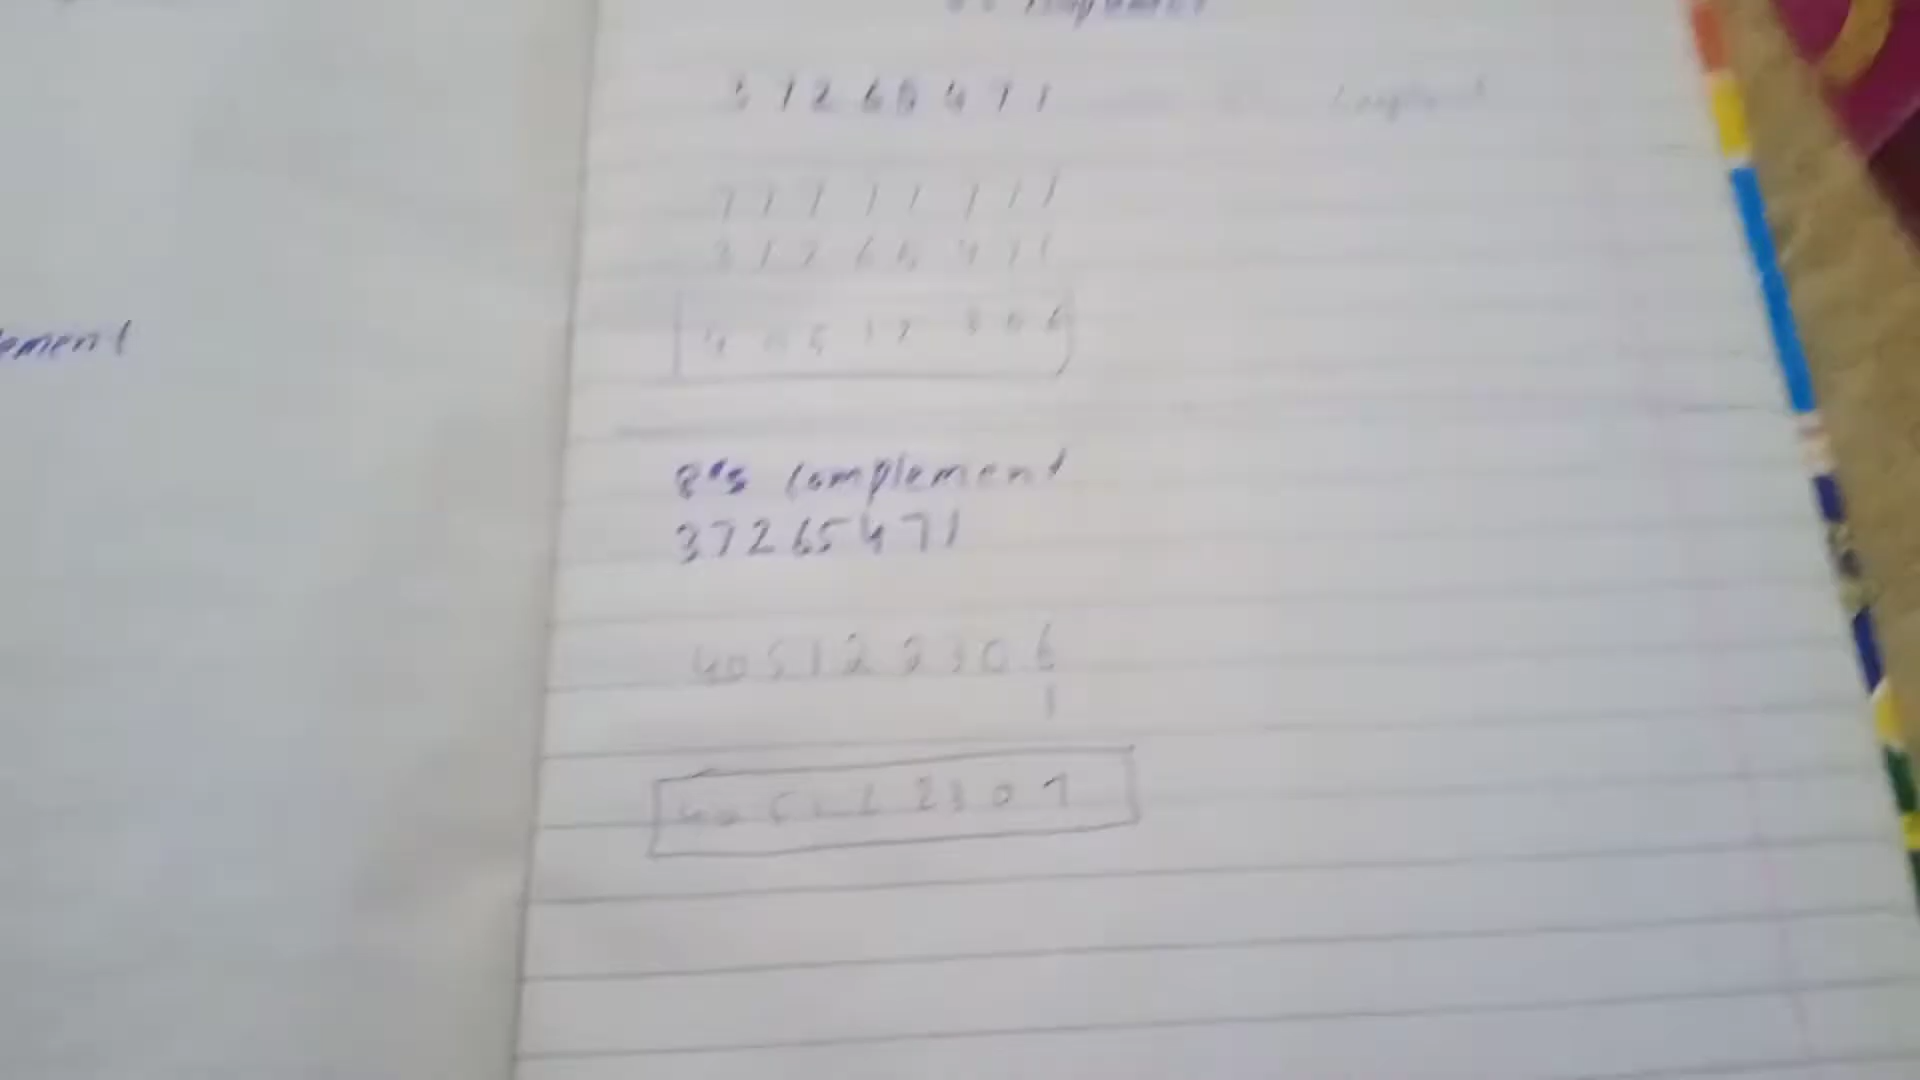 ement
3 7 2 6 5 4 7 1
7 7 7 7 7 7 7 7
3 7 2 6 5 4 7 1
4 0 5 1 2 3 0 6
8's complement
37265471
4 0 5 1 2 2 3 0 6
1
4 0 5 1 2 2 3 0 7